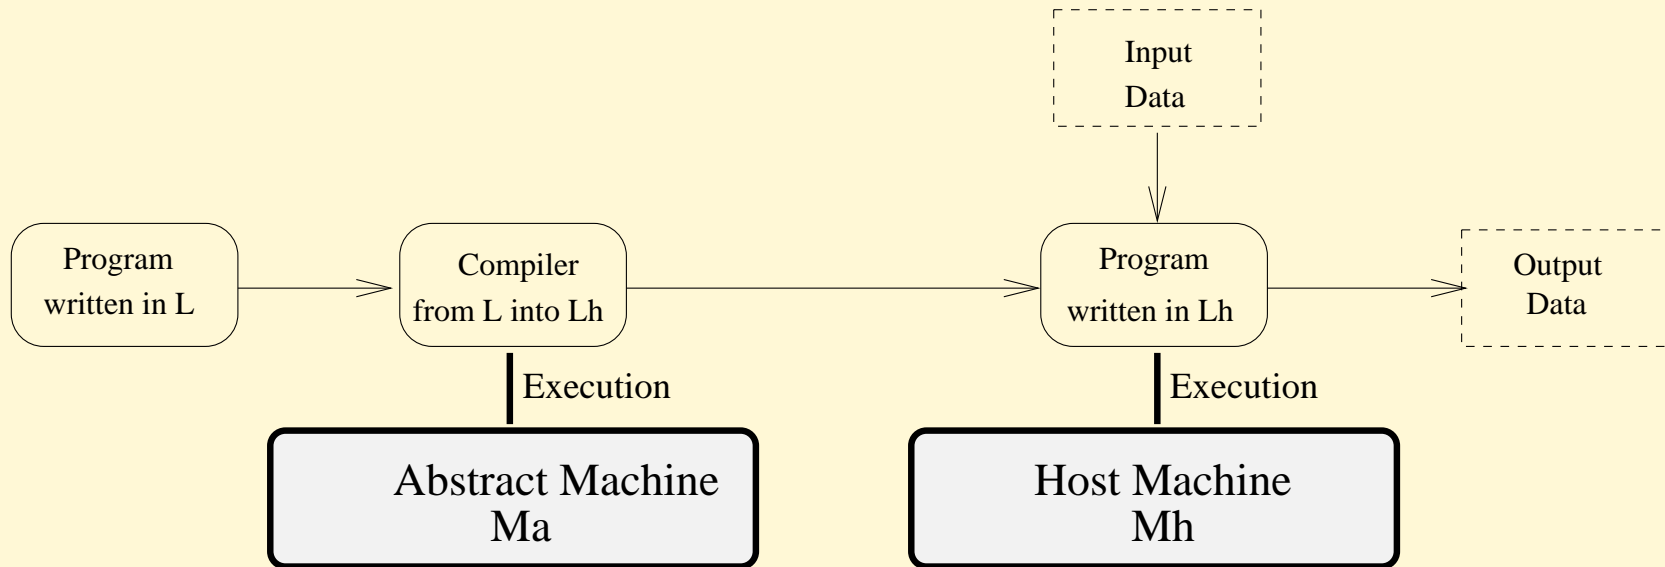 Input
Data
Program
written in L
Compiler
from L into Lh
Program
written in Lh
Output
Data
Execution
Execution
Abstract Machine
Ma
Host Machine
Mh